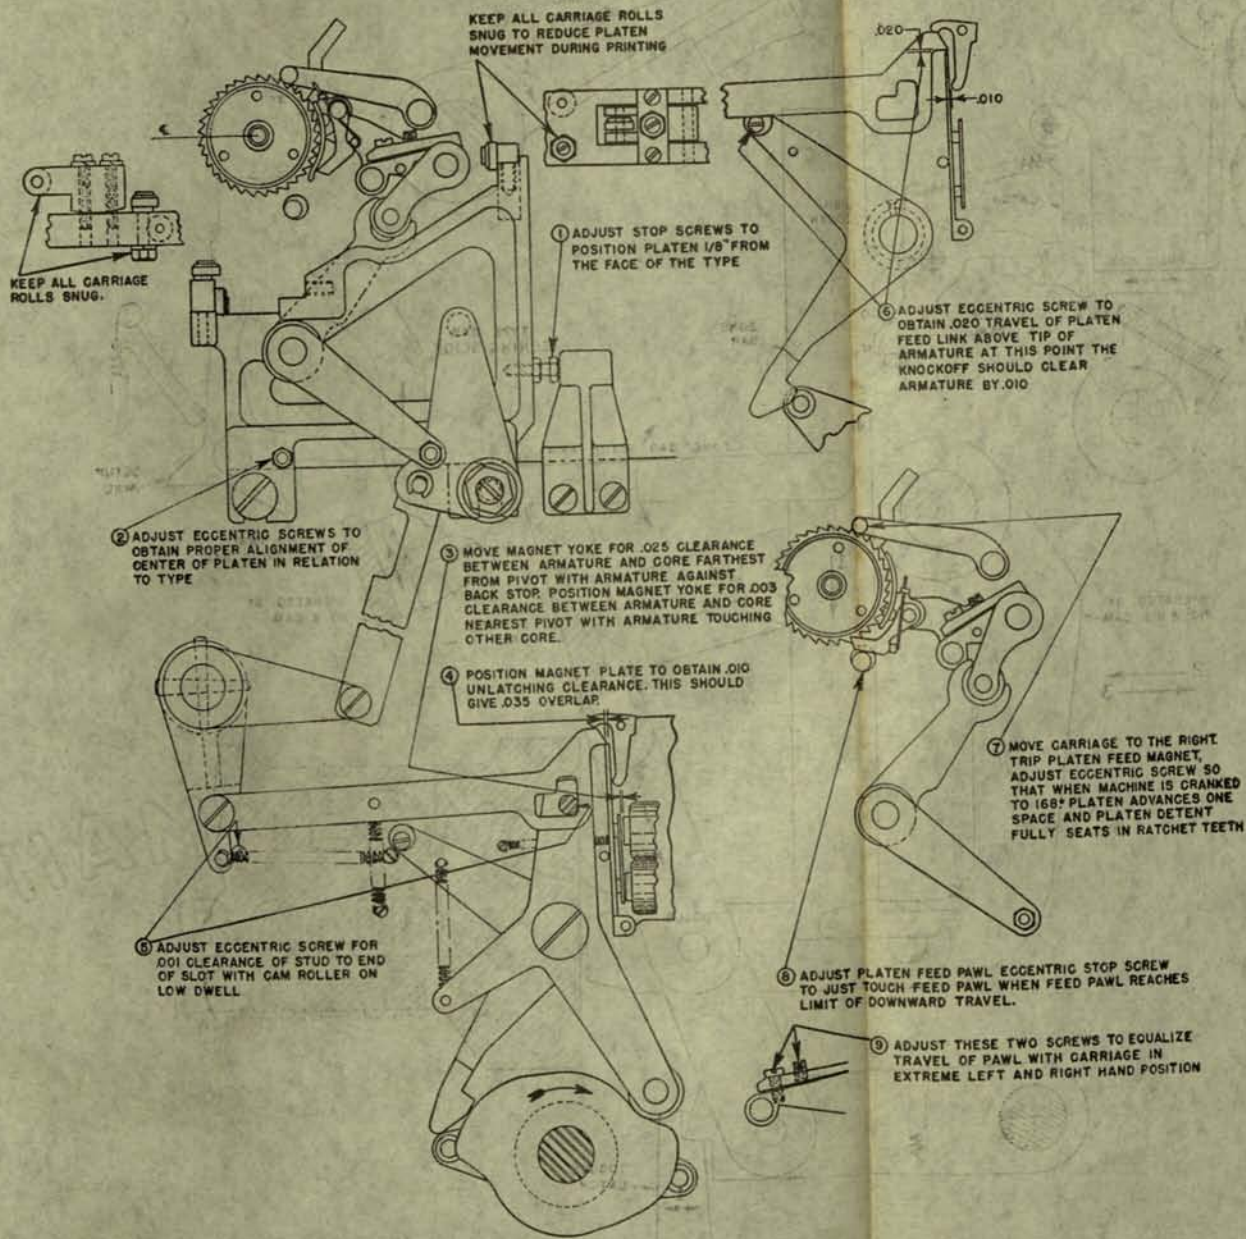 KEEP ALL CARRIAGE ROLLS
SNUG TO REDUCE PLATEN
MOVEMENT DURING PRINTING
.020
.010
KEEP ALL CARRIAGE
ROLLS SNUG.
① ADJUST STOP SCREWS TO
POSITION PLATEN 1/8" FROM
THE FACE OF THE TYPE
⑥ ADJUST ECCENTRIC SCREW TO
OBTAIN .020 TRAVEL OF PLATEN
FEED LINK ABOVE TIP OF
ARMATURE AT THIS POINT THE
KNOCKOFF SHOULD CLEAR
ARMATURE BY .010
② ADJUST ECCENTRIC SCREWS TO
OBTAIN PROPER ALIGNMENT OF
CENTER OF PLATEN IN RELATION
TO TYPE
③ MOVE MAGNET YOKE FOR .025 CLEARANCE
BETWEEN ARMATURE AND CORE FARTHEST
FROM PIVOT WITH ARMATURE AGAINST
BACK STOP. POSITION MAGNET YOKE FOR .003
CLEARANCE BETWEEN ARMATURE AND CORE
NEAREST PIVOT WITH ARMATURE TOUCHING
OTHER CORE.
④ POSITION MAGNET PLATE TO OBTAIN .010
UNLATCHING CLEARANCE. THIS SHOULD
GIVE .035 OVERLAP.
⑦ MOVE CARRIAGE TO THE RIGHT.
TRIP PLATEN FEED MAGNET,
ADJUST ECCENTRIC SCREW SO
THAT WHEN MACHINE IS CRANKED
TO 168° PLATEN ADVANCES ONE
SPACE AND PLATEN DETENT
FULLY SEATS IN RATCHET TEETH
⑤ ADJUST ECCENTRIC SCREW FOR
.001 CLEARANCE OF STUD TO END
OF SLOT WITH CAM ROLLER ON
LOW DWELL
⑧ ADJUST PLATEN FEED PAWL ECCENTRIC STOP SCREW
TO JUST TOUCH FEED PAWL WHEN FEED PAWL REACHES
LIMIT OF DOWNWARD TRAVEL.
⑨ ADJUST THESE TWO SCREWS TO EQUALIZE
TRAVEL OF PAWL WITH CARRIAGE IN
EXTREME LEFT AND RIGHT HAND POSITION